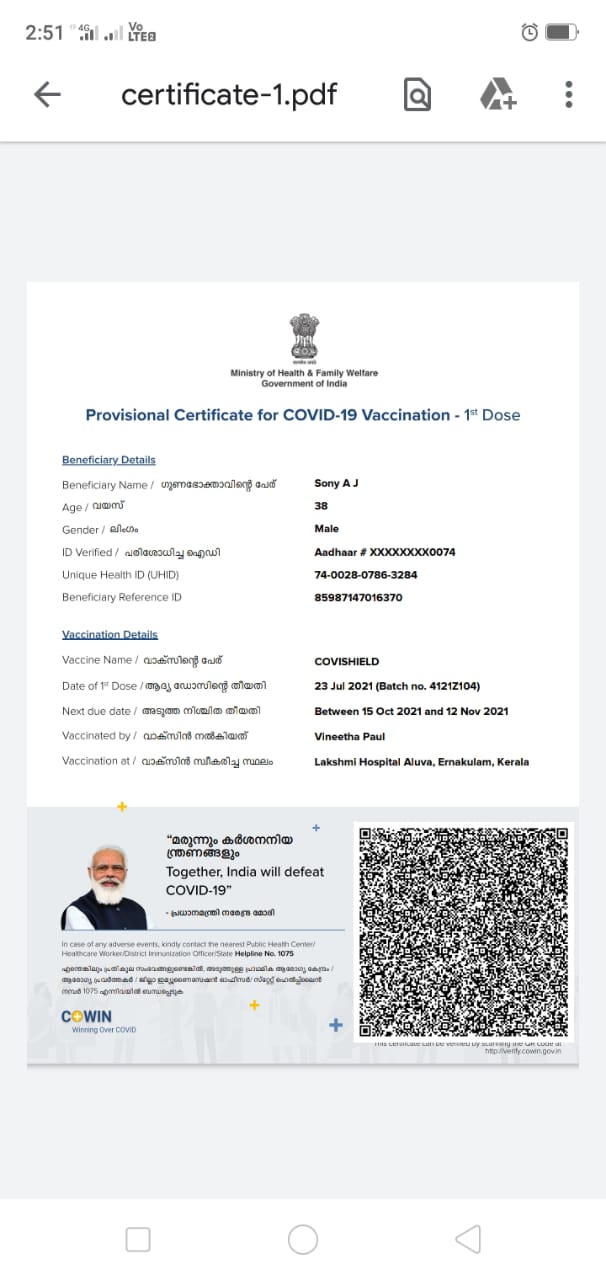 2:51 4G Vo LTE2
certificate-1.pdf
Ministry of Health & Family Welfare
Government of India
Provisional Certificate for COVID-19 Vaccination - 1st Dose
Beneficiary Details
Beneficiary Name / ഗുണഭോക്താവിന്റെ പേര് Sony A J
Age / വയസ് 38
Gender / ലിംഗം Male
ID Verified / പരിശോധിച്ച ഐഡി Aadhaar # XXXXXXXX0074
Unique Health ID (UHID) 74-0028-0786-3284
Beneficiary Reference ID 85987147016370
Vaccination Details
Vaccine Name / വാക്സിന്റെ പേര് COVISHIELD
Date of 1st Dose / ആദ്യ ഡോസിന്റെ തീയതി 23 Jul 2021 (Batch no. 4121Z104)
Next due date / അടുത്ത നിശ്ചിത തീയതി Between 15 Oct 2021 and 12 Nov 2021
Vaccinated by / വാക്സിൻ നൽകിയത് Vineetha Paul
Vaccination at / വാക്സിൻ സ്വീകരിച്ച സ്ഥലം Lakshmi Hospital Aluva, Ernakulam, Kerala
“മരുന്നും കർശനനിയ
ന്ത്രണങ്ങളും
Together, India will defeat
COVID-19”
- പ്രധാനമന്ത്രി നരേന്ദ്ര മോദി
In case of any adverse events, kindly contact the nearest Public Health Center/
Healthcare Worker/District Immunization Officer/State Helpline No. 1075
എന്തെങ്കിലും പ്രതികൂല സംഭവങ്ങളുണ്ടെങ്കിൽ, അടുത്തുള്ള പ്രാഥമിക ആരോഗ്യ കേന്ദ്രം /
ആരോഗ്യ പ്രവർത്തകർ / ജില്ലാ ഇമ്മ്യൂണൈസേഷൻ ഓഫീസർ/ സ്റ്റേറ്റ് ഹെൽപ്പ്ലൈൻ
നമ്പർ 1075 എന്നിവയിൽ ബന്ധപ്പെടുക
COWIN
Winning Over COVID
This certificate can be verified by scanning the QR code at
http://verify.cowin.gov.in